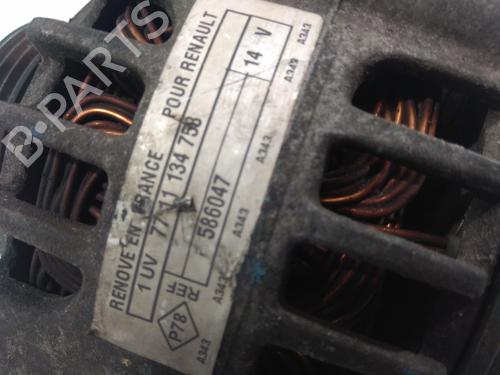 RENOVE EN FRANCE POUR RENAULT
1 UV 77 11 134 758
REF 586047 14 V
P78
A343 A343 A343 A343 A343 A343
B-PARTS